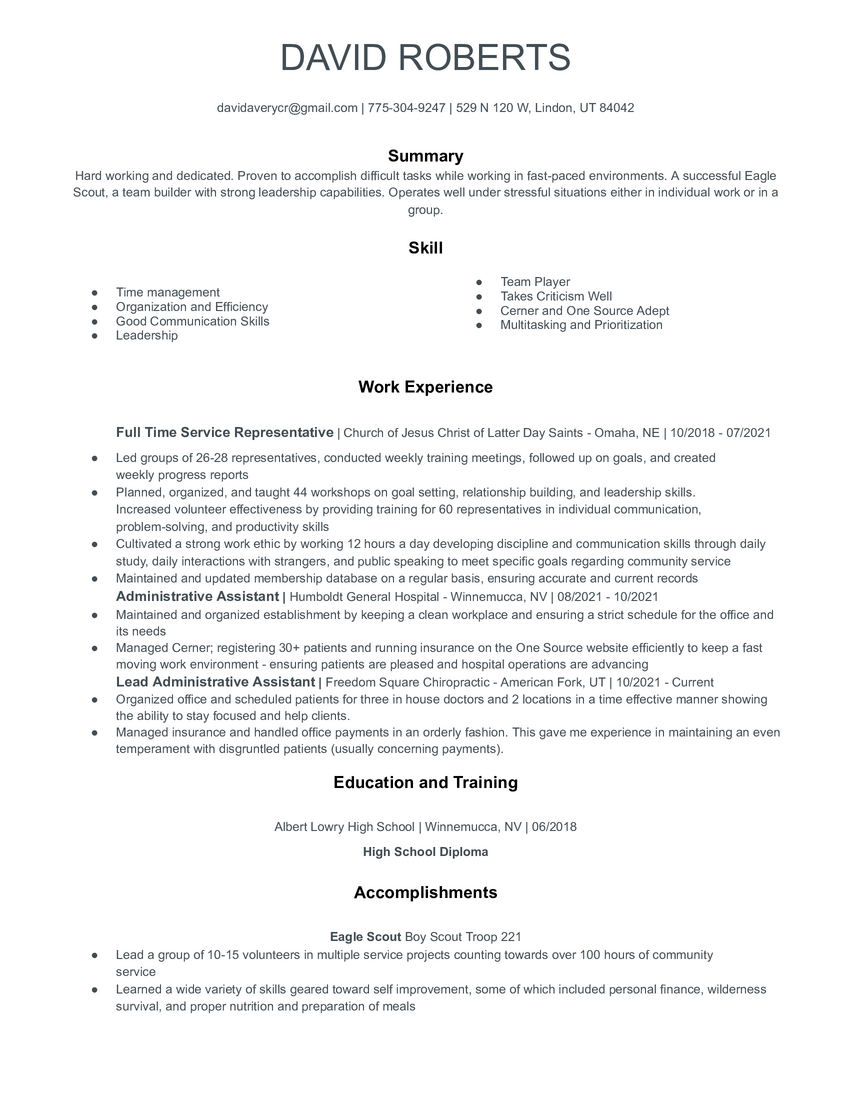 DAVID ROBERTS
davidaverycr@gmail.com | 775-304-9247 | 529 N 120 W, Lindon, UT 84042
Summary
Hard working and dedicated. Proven to accomplish difficult tasks while working in fast-paced environments. A successful Eagle
Scout, a team builder with strong leadership capabilities. Operates well under stressful situations either in individual work or in a
group.
Skill
● Time management
● Organization and Efficiency
● Good Communication Skills
● Leadership
● Team Player
● Takes Criticism Well
● Cerner and One Source Adept
● Multitasking and Prioritization
Work Experience
Full Time Service Representative | Church of Jesus Christ of Latter Day Saints - Omaha, NE | 10/2018 - 07/2021
● Led groups of 26-28 representatives, conducted weekly training meetings, followed up on goals, and created
weekly progress reports
● Planned, organized, and taught 44 workshops on goal setting, relationship building, and leadership skills.
Increased volunteer effectiveness by providing training for 60 representatives in individual communication,
problem-solving, and productivity skills
● Cultivated a strong work ethic by working 12 hours a day developing discipline and communication skills through daily
study, daily interactions with strangers, and public speaking to meet specific goals regarding community service
● Maintained and updated membership database on a regular basis, ensuring accurate and current records
Administrative Assistant | Humboldt General Hospital - Winnemucca, NV | 08/2021 - 10/2021
● Maintained and organized establishment by keeping a clean workplace and ensuring a strict schedule for the office and
its needs
● Managed Cerner; registering 30+ patients and running insurance on the One Source website efficiently to keep a fast
moving work environment - ensuring patients are pleased and hospital operations are advancing
Lead Administrative Assistant | Freedom Square Chiropractic - American Fork, UT | 10/2021 - Current
● Organized office and scheduled patients for three in house doctors and 2 locations in a time effective manner showing
the ability to stay focused and help clients.
● Managed insurance and handled office payments in an orderly fashion. This gave me experience in maintaining an even
temperament with disgruntled patients (usually concerning payments).
Education and Training
Albert Lowry High School | Winnemucca, NV | 06/2018
High School Diploma
Accomplishments
Eagle Scout Boy Scout Troop 221
● Lead a group of 10-15 volunteers in multiple service projects counting towards over 100 hours of community
service
● Learned a wide variety of skills geared toward self improvement, some of which included personal finance, wilderness
survival, and proper nutrition and preparation of meals